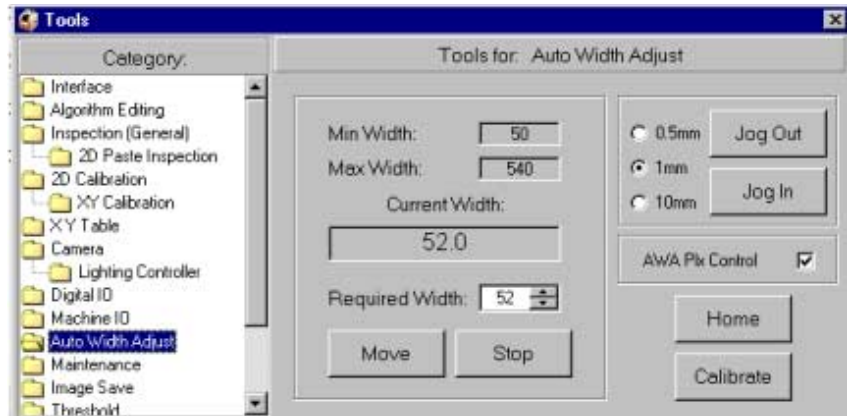 Tools
Category:
Interface
Algorithm Editing
Inspection (General)
2D Paste Inspection
2D Calibration
XY Calibration
XY Table
Camera
Lighting Controller
Digital IO
Machine IO
Auto Width Adjust
Maintenance
Image Save
Threshold
Tools for: Auto Width Adjust
Min Width: 50
Max Width: 540
Current Width:
52.0
Required Width: 52
Move Stop
0.5mm
1mm
10mm
Jog Out
Jog In
AWA Plx Control
Home
Calibrate